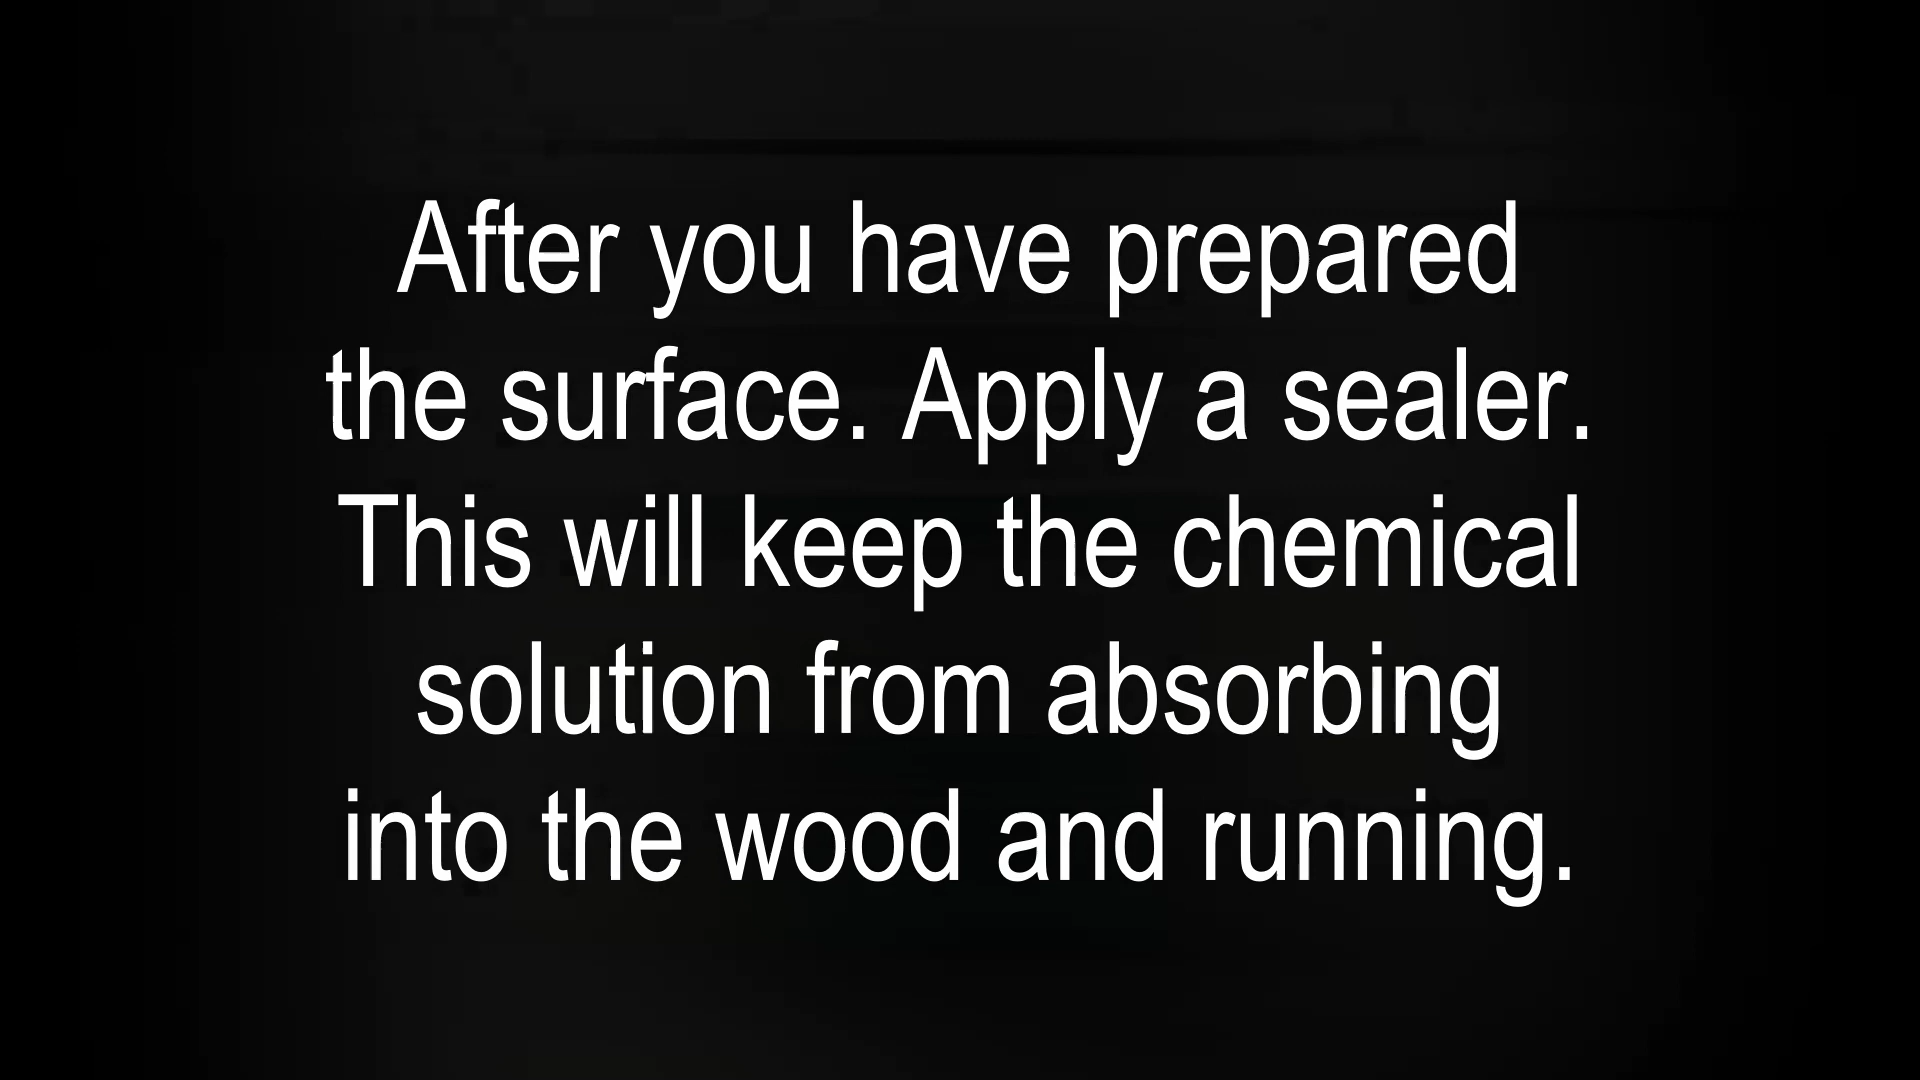 After you have prepared
the surface. Apply a sealer.
This will keep the chemical
solution from absorbing
into the wood and running.